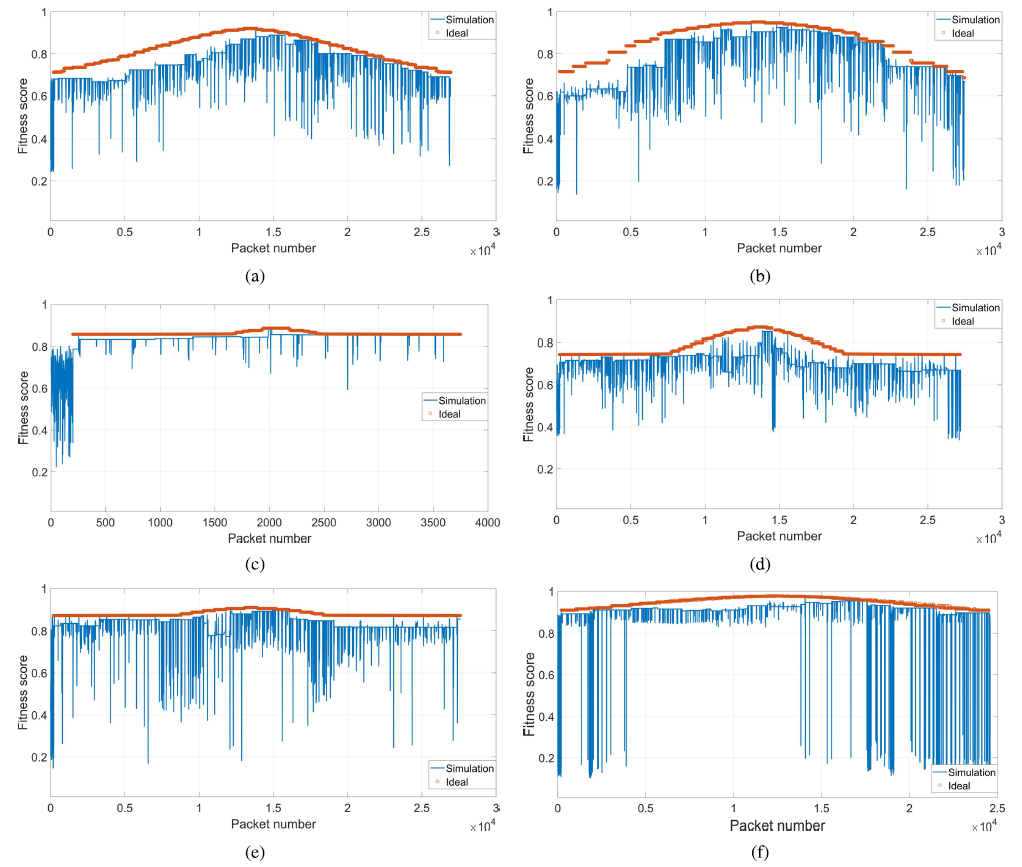 1
0.8
0.6
0.4
0.2
Fitness score
0 0.5 1 1.5 2 2.5 3
Packet number
×10^4
Simulation
Ideal
(a)
1
0.8
0.6
0.4
0.2
Fitness score
0 0.5 1 1.5 2 2.5 3
Packet number
×10^4
Simulation
Ideal
(b)
1
0.8
0.6
0.4
0.2
Fitness score
0 500 1000 1500 2000 2500 3000 3500 4000
Packet number
Simulation
Ideal
(c)
1
0.8
0.6
0.4
0.2
Fitness score
0 0.5 1 1.5 2 2.5 3
Packet number
×10^4
Simulation
Ideal
(d)
1
0.8
0.6
0.4
0.2
Fitness score
0 0.5 1 1.5 2 2.5 3
Packet number
×10^4
Simulation
Ideal
(e)
1
0.8
0.6
0.4
0.2
Fitness score
0 0.5 1 1.5 2 2.5
Packet number
×10^4
Simulation
Ideal
(f)